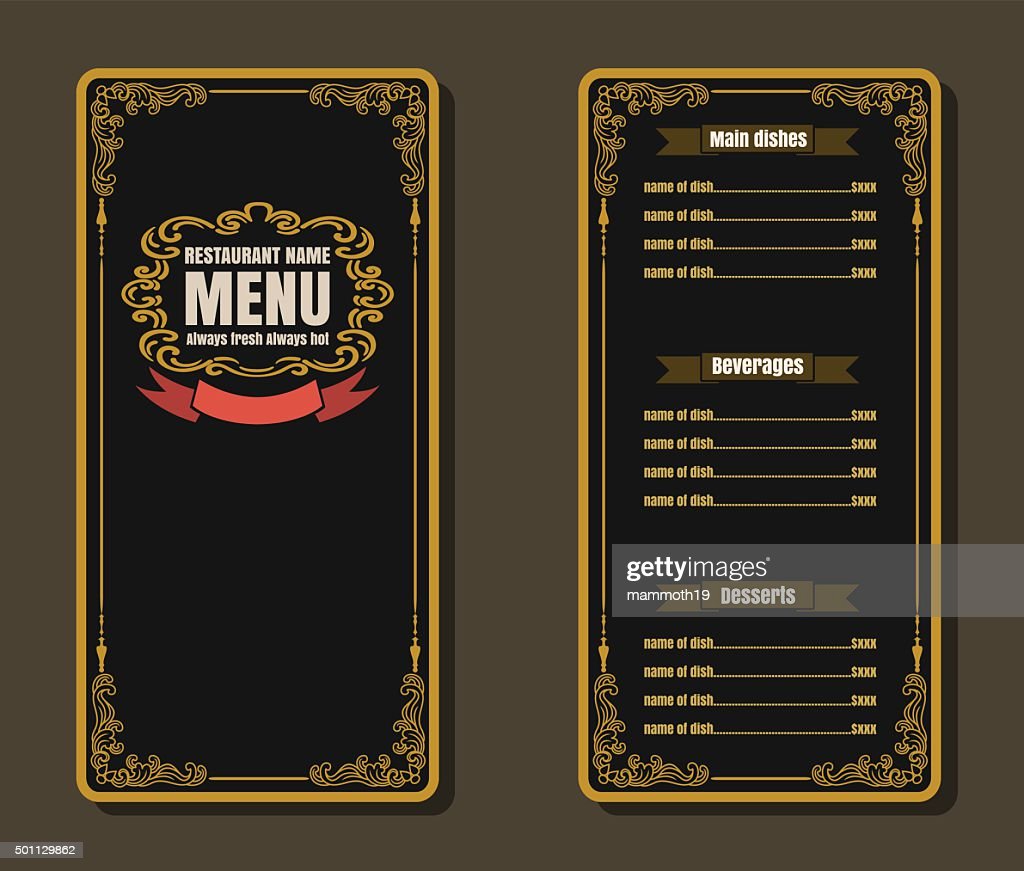 RESTAURANT NAME
MENU
Always fresh Always hot
Main dishes
name of dish..........................................................$xxx
name of dish..........................................................$xxx
name of dish..........................................................$xxx
name of dish..........................................................$xxx
Beverages
name of dish..........................................................$xxx
name of dish..........................................................$xxx
name of dish..........................................................$xxx
name of dish..........................................................$xxx
gettyimages
mammoth19
Desserts
name of dish..........................................................$xxx
name of dish..........................................................$xxx
name of dish..........................................................$xxx
name of dish..........................................................$xxx
501129862